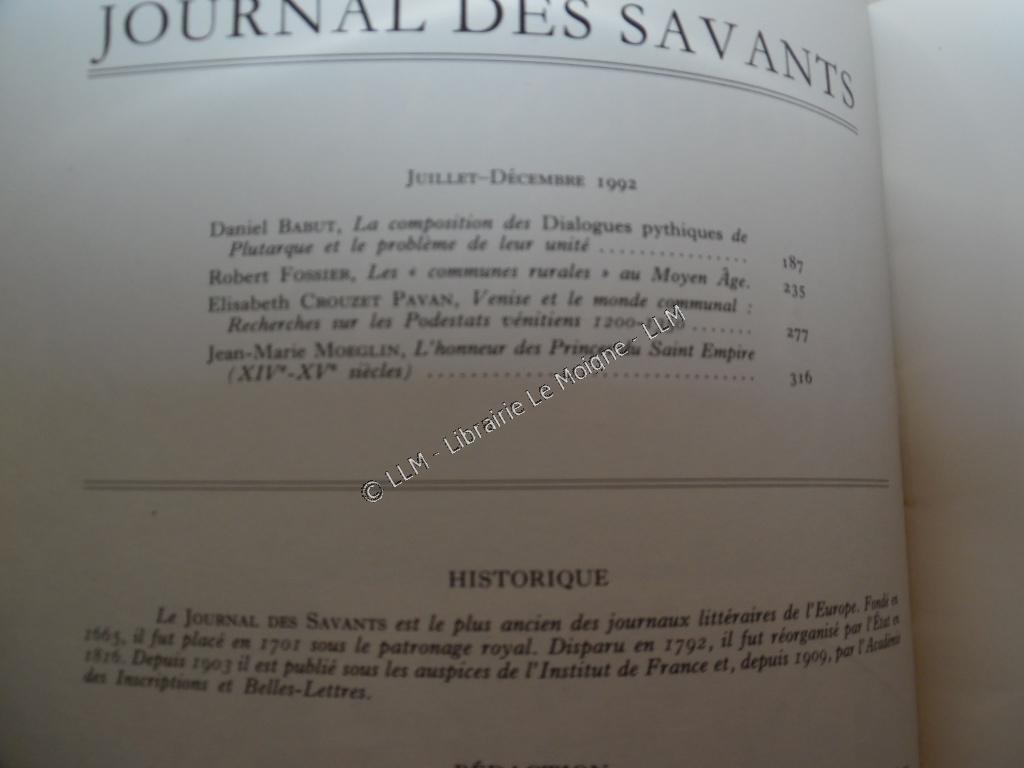 JOURNAL DES SAVANTS
JUILLET–DÉCEMBRE 1992
Daniel BABUT, La composition des Dialogues pythiques de
Plutarque et le problème de leur unité ................ 187
Robert FOSSIER, Les « communes rurales » au Moyen Âge. 235
Elisabeth CROUZET PAVAN, Venise et le monde communal :
Recherches sur les Podestats vénitiens 1200- ....... 277
Jean-Marie MOEGLIN, L'honneur des Princes du Saint Empire
(XIVe-XVe siècles) ............................... 316
© LLM - Librairie Le Moigne - LLM
HISTORIQUE
Le JOURNAL DES SAVANTS est le plus ancien des journaux littéraires de l'Europe. Fondé en
1665, il fut placé en 1701 sous le patronage royal. Disparu en 1792, il fut réorganisé par l'État en
1816. Depuis 1903 il est publié sous les auspices de l'Institut de France et, depuis 1909, par l'Académie
des Inscriptions et Belles-Lettres.
RÉDACTION